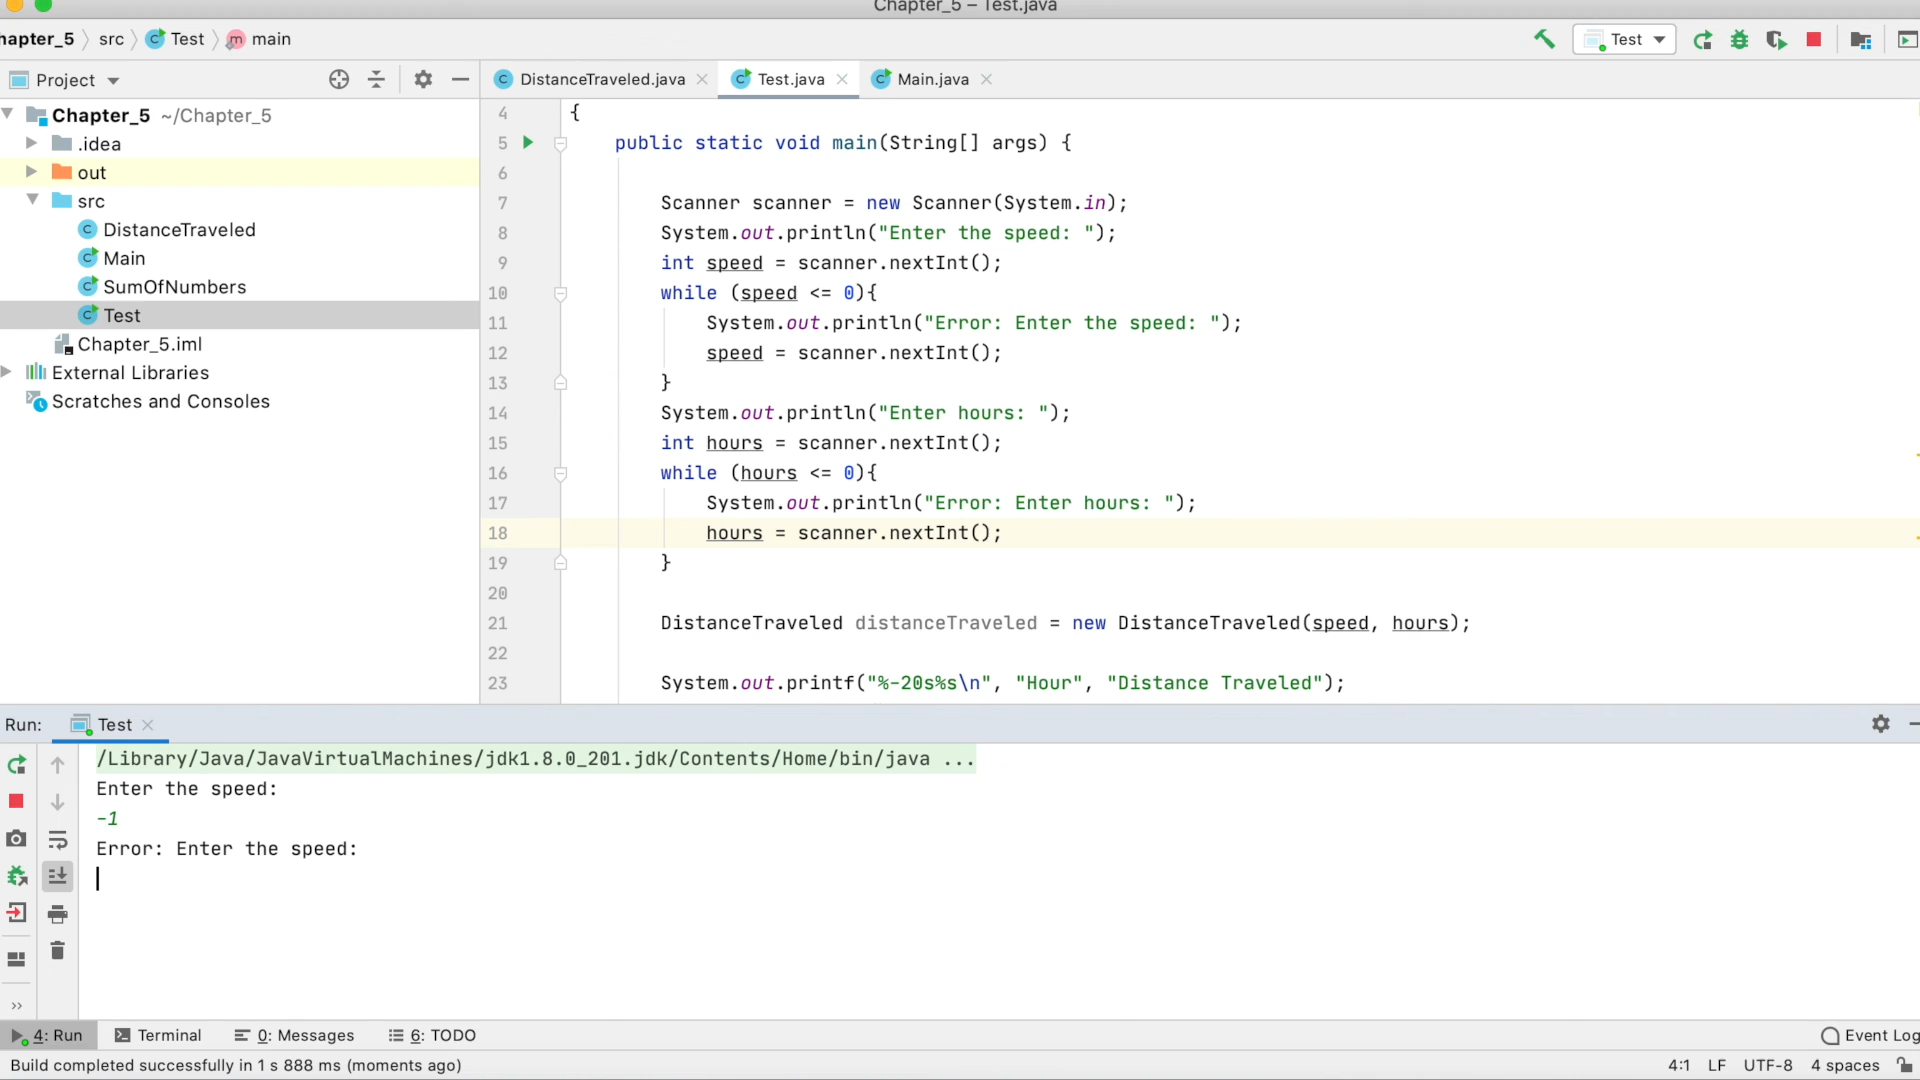 Chapter_5 – Test.java
hapter_5 src Test m main
Test
Project
DistanceTraveled.java Test.java Main.java
Chapter_5 ~/Chapter_5
.idea
out
src
DistanceTraveled
Main
SumOfNumbers
Test
Chapter_5.iml
External Libraries
Scratches and Consoles
4 {
5 public static void main(String[] args) {
6
7 Scanner scanner = new Scanner(System.in);
8 System.out.println("Enter the speed: ");
9 int speed = scanner.nextInt();
10 while (speed <= 0){
11 System.out.println("Error: Enter the speed: ");
12 speed = scanner.nextInt();
13 }
14 System.out.println("Enter hours: ");
15 int hours = scanner.nextInt();
16 while (hours <= 0){
17 System.out.println("Error: Enter hours: ");
18 hours = scanner.nextInt();
19 }
20
21 DistanceTraveled distanceTraveled = new DistanceTraveled(speed, hours);
22
23 System.out.printf("%-20s%s\n", "Hour", "Distance Traveled");
Run: Test
/Library/Java/JavaVirtualMachines/jdk1.8.0_201.jdk/Contents/Home/bin/java ...
Enter the speed:
-1
Error: Enter the speed:
4: Run Terminal 0: Messages 6: TODO Event Log
Build completed successfully in 1 s 888 ms (moments ago) 4:1 LF UTF-8 4 spaces